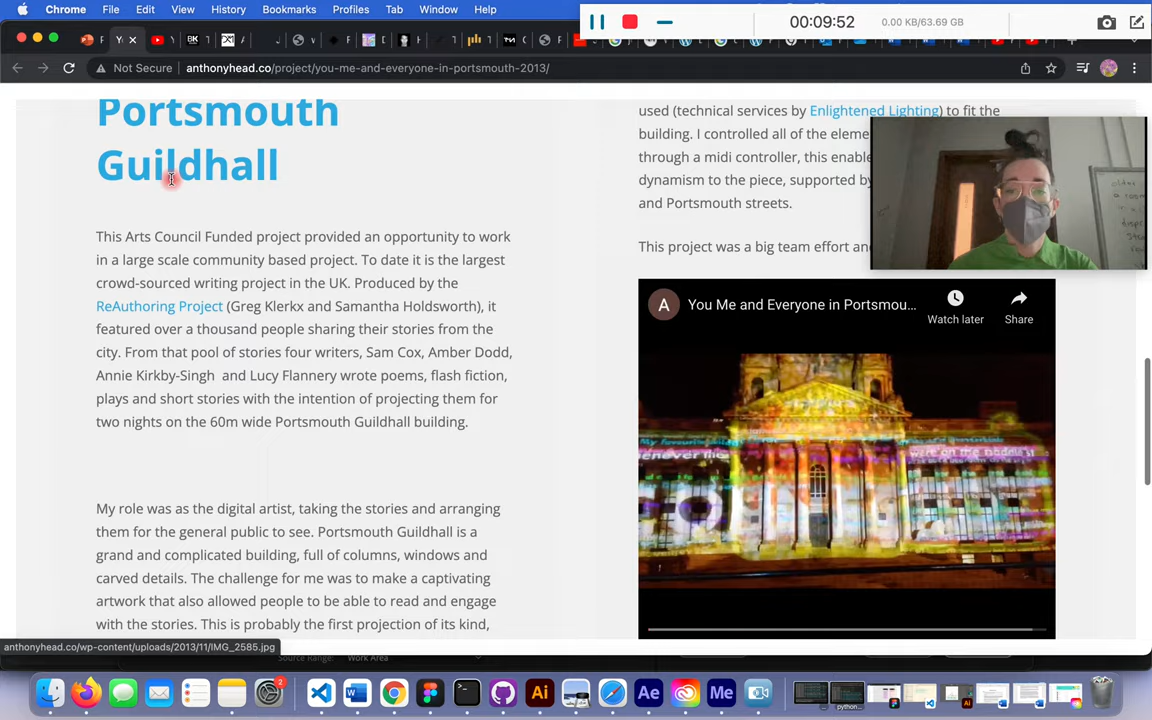 Chrome File Edit View History Bookmarks Profiles Tab Window Help
00:09:52
0.00 KB/63.69 GB
Not Secure anthonyhead.co/project/you-me-and-everyone-in-portsmouth-2013/
Portsmouth
Guildhall
This Arts Council Funded project provided an opportunity to work
in a large scale community based project. To date it is the largest
crowd-sourced writing project in the UK. Produced by the
ReAuthoring Project (Greg Klerkx and Samantha Holdsworth), it
featured over a thousand people sharing their stories from the
city. From that pool of stories four writers, Sam Cox, Amber Dodd,
Annie Kirkby-Singh and Lucy Flannery wrote poems, flash fiction,
plays and short stories with the intention of projecting them for
two nights on the 60m wide Portsmouth Guildhall building.
My role was as the digital artist, taking the stories and arranging
them for the general public to see. Portsmouth Guildhall is a
grand and complicated building, full of columns, windows and
carved details. The challenge for me was to make a captivating
artwork that also allowed people to be able to read and engage
with the stories. This is probably the first projection of its kind,
used (technical services by Enlightened Lighting) to fit the
building. I controlled all of the eleme
through a midi controller, this enable
dynamism to the piece, supported by
and Portsmouth streets.
This project was a big team effort an
A You Me and Everyone in Portsmou...
Watch later
Share
anthonyhead.co/wp-content/uploads/2013/11/IMG_2585.jpg
Source Range: Work Area
2
Ai
Ae
Me